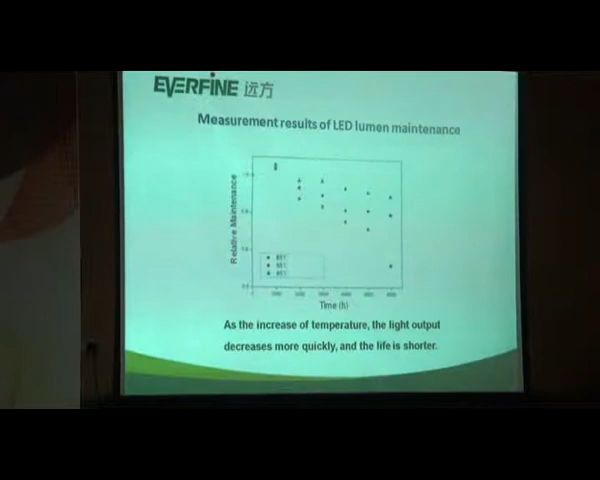 EVERFINE 远方
Measurement results of LED lumen maintenance
Relative Maintenance
Time (h)
As the increase of temperature, the light output
decreases more quickly, and the life is shorter.